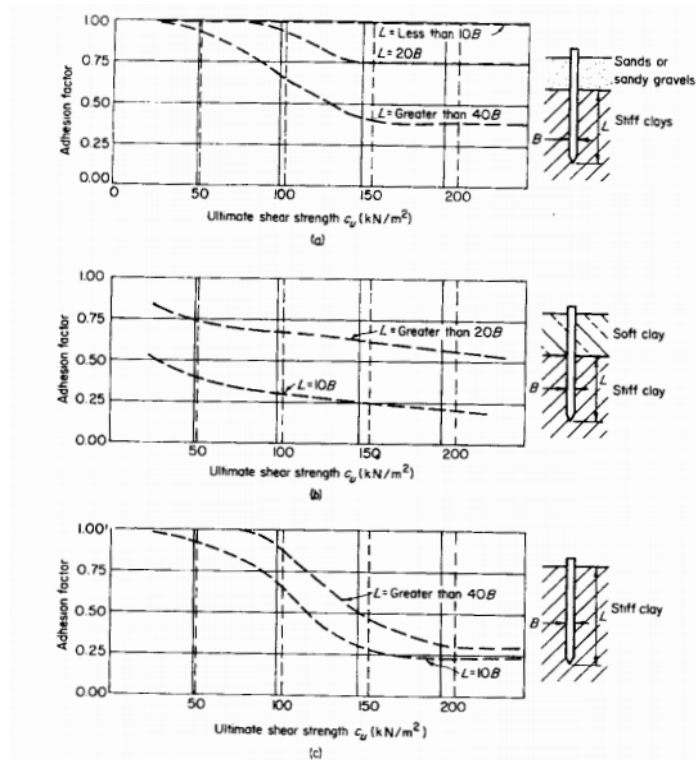 1.00
L = Less than 10B
0.75
L = 20B
0.50
L = Greater than 40B
0.25
0.00
Adhesion factor
0 50 100 150 200
Ultimate shear strength cᵤ (kN/m²)
(a)
Sands or
sandy gravels
L
Stiff clays
B
1.00
0.75
L = Greater than 20B
0.50
L = 10B
0.25
0.00
Adhesion factor
50 100 150 200
Ultimate shear strength cᵤ (kN/m²)
(b)
Soft clay
L
B
Stiff clay
1.00
0.75
L = Greater than 40B
0.50
0.25
L = 10B
0.00
Adhesion factor
50 100 150 200
Ultimate shear strength cᵤ (kN/m²)
(c)
L
B
Stiff clay